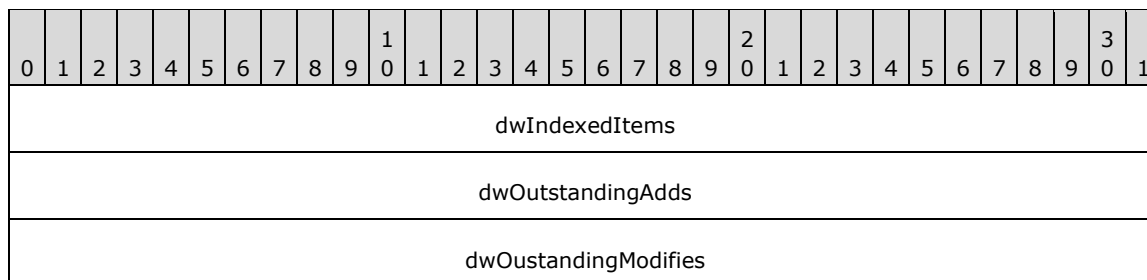 1 2 3
0 1 2 3 4 5 6 7 8 9 0 1 2 3 4 5 6 7 8 9 0 1 2 3 4 5 6 7 8 9 0 1
dwIndexedItems
dwOutstandingAdds
dwOustandingModifies